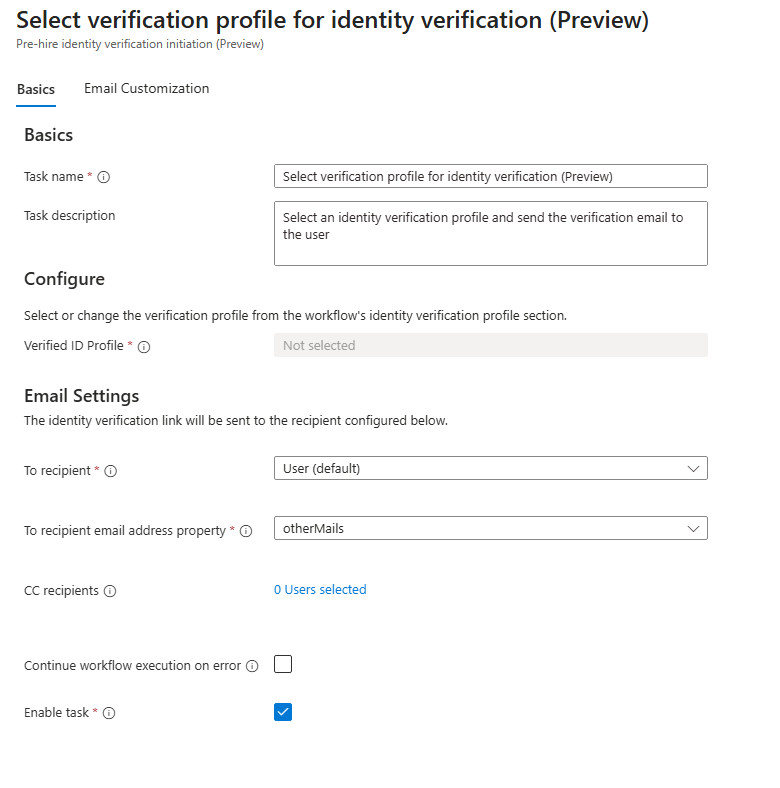 Select verification profile for identity verification (Preview)
Pre-hire identity verification initiation (Preview)
Basics
Email Customization
Basics
Task name *
Select verification profile for identity verification (Preview)
Task description
Select an identity verification profile and send the verification email to
the user
Configure
Select or change the verification profile from the workflow's identity verification profile section.
Verified ID Profile *
Not selected
Email Settings
The identity verification link will be sent to the recipient configured below.
To recipient *
User (default)
To recipient email address property *
otherMails
CC recipients
0 Users selected
Continue workflow execution on error
Enable task *